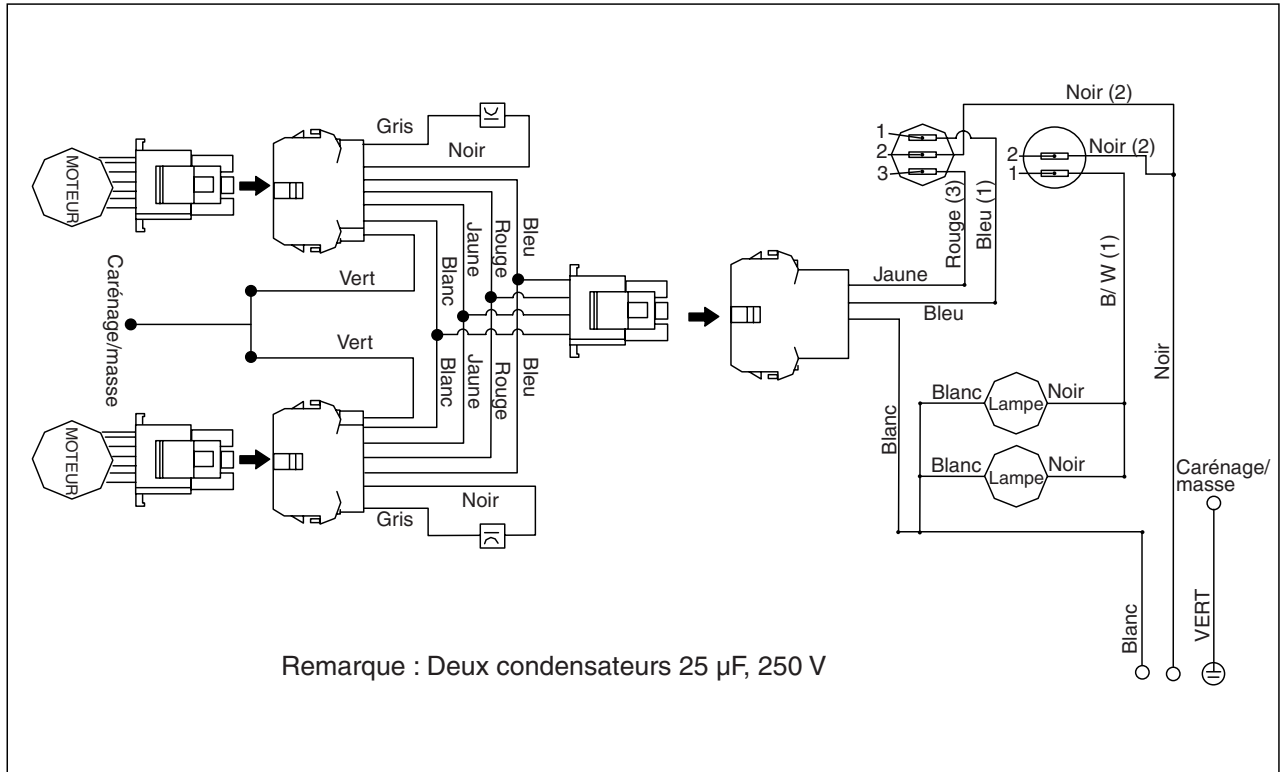 Noir (2)
Gris
Noir
1
2
3
2
1
Noir (2)
MOTEUR
Rouge (3)
Bleu (1)
B/ W (1)
Carénage/masse
Vert
Blanc
Jaune
Rouge
Bleu
Jaune
Bleu
Noir
Vert
Blanc
Jaune
Rouge
Bleu
Blanc
Blanc
Lampe
Noir
MOTEUR
Blanc
Lampe
Noir
Carénage/
masse
Noir
Gris
Blanc
VERT
Remarque : Deux condensateurs 25 µF, 250 V